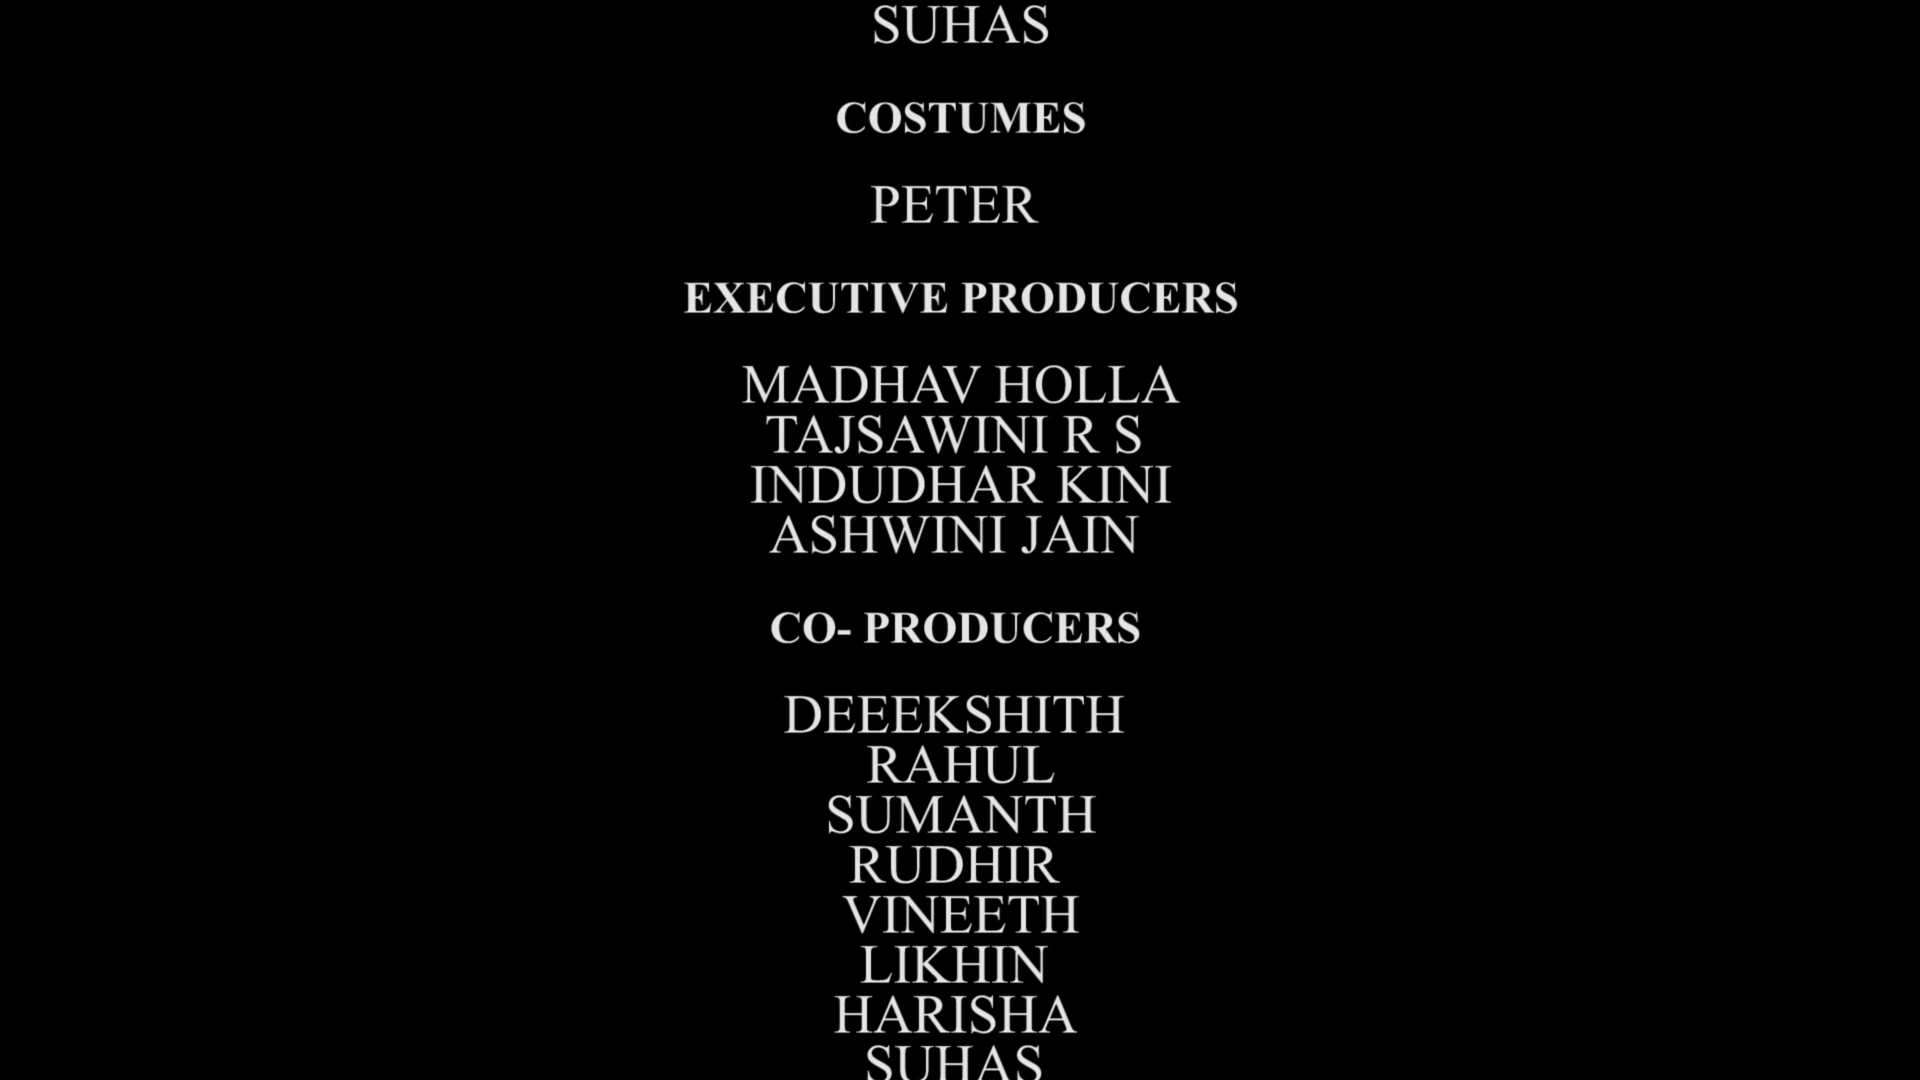 SUHAS
COSTUMES
PETER
EXECUTIVE PRODUCERS
MADHAV HOLLA
TAJSAWINI R S
INDUDHAR KINI
ASHWINI JAIN
CO- PRODUCERS
DEEEKSHITH
RAHUL
SUMANTH
RUDHIR
VINEETH
LIKHIN
HARISHA
SUHAS